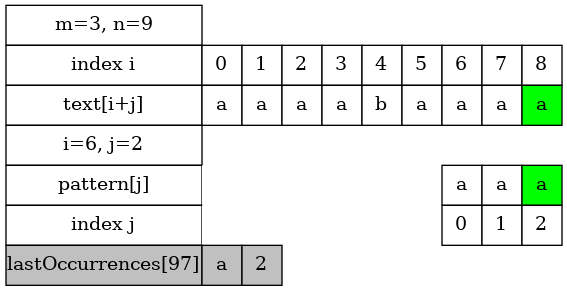 m=3, n=9
index i 0 1 2 3 4 5 6 7 8
text[i+j] a a a a b a a a a
i=6, j=2
pattern[j] a a a
index j 0 1 2
lastOccurrences[97] a 2